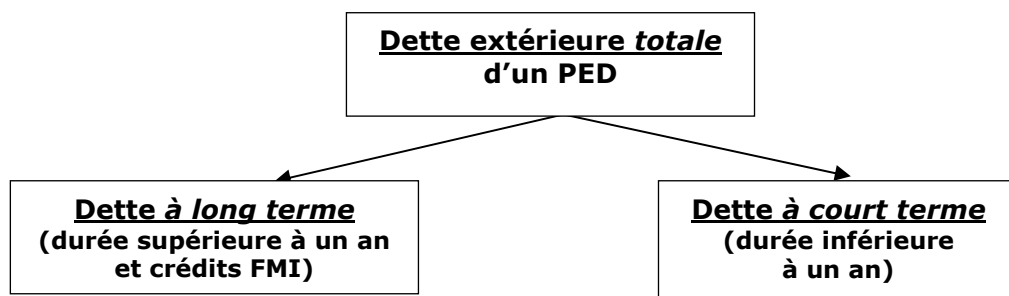 Dette extérieure totale
d’un PED
Dette à long terme
(durée supérieure à un an
et crédits FMI)
Dette à court terme
(durée inférieure
à un an)